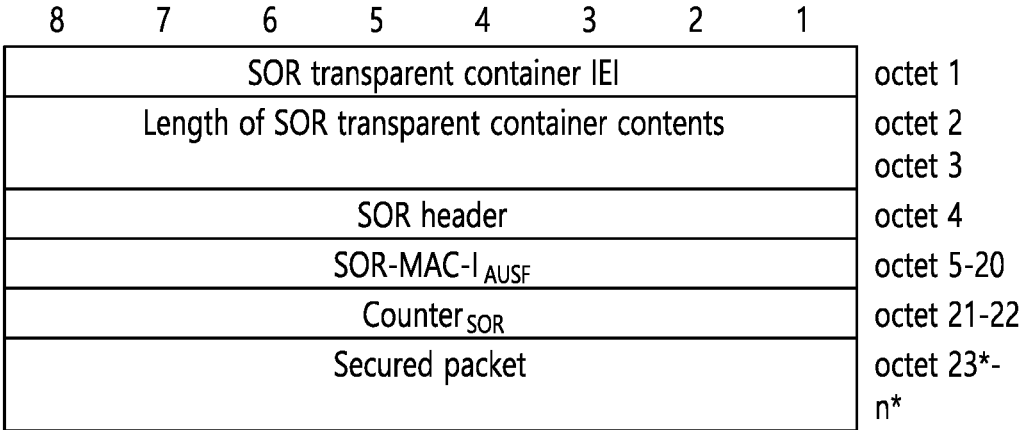 8 7 6 5 4 3 2 1
SOR transparent container IEI octet 1
Length of SOR transparent container contents octet 2
octet 3
SOR header octet 4
SOR-MAC-I AUSF octet 5-20
Counter SOR octet 21-22
Secured packet octet 23*-
n*